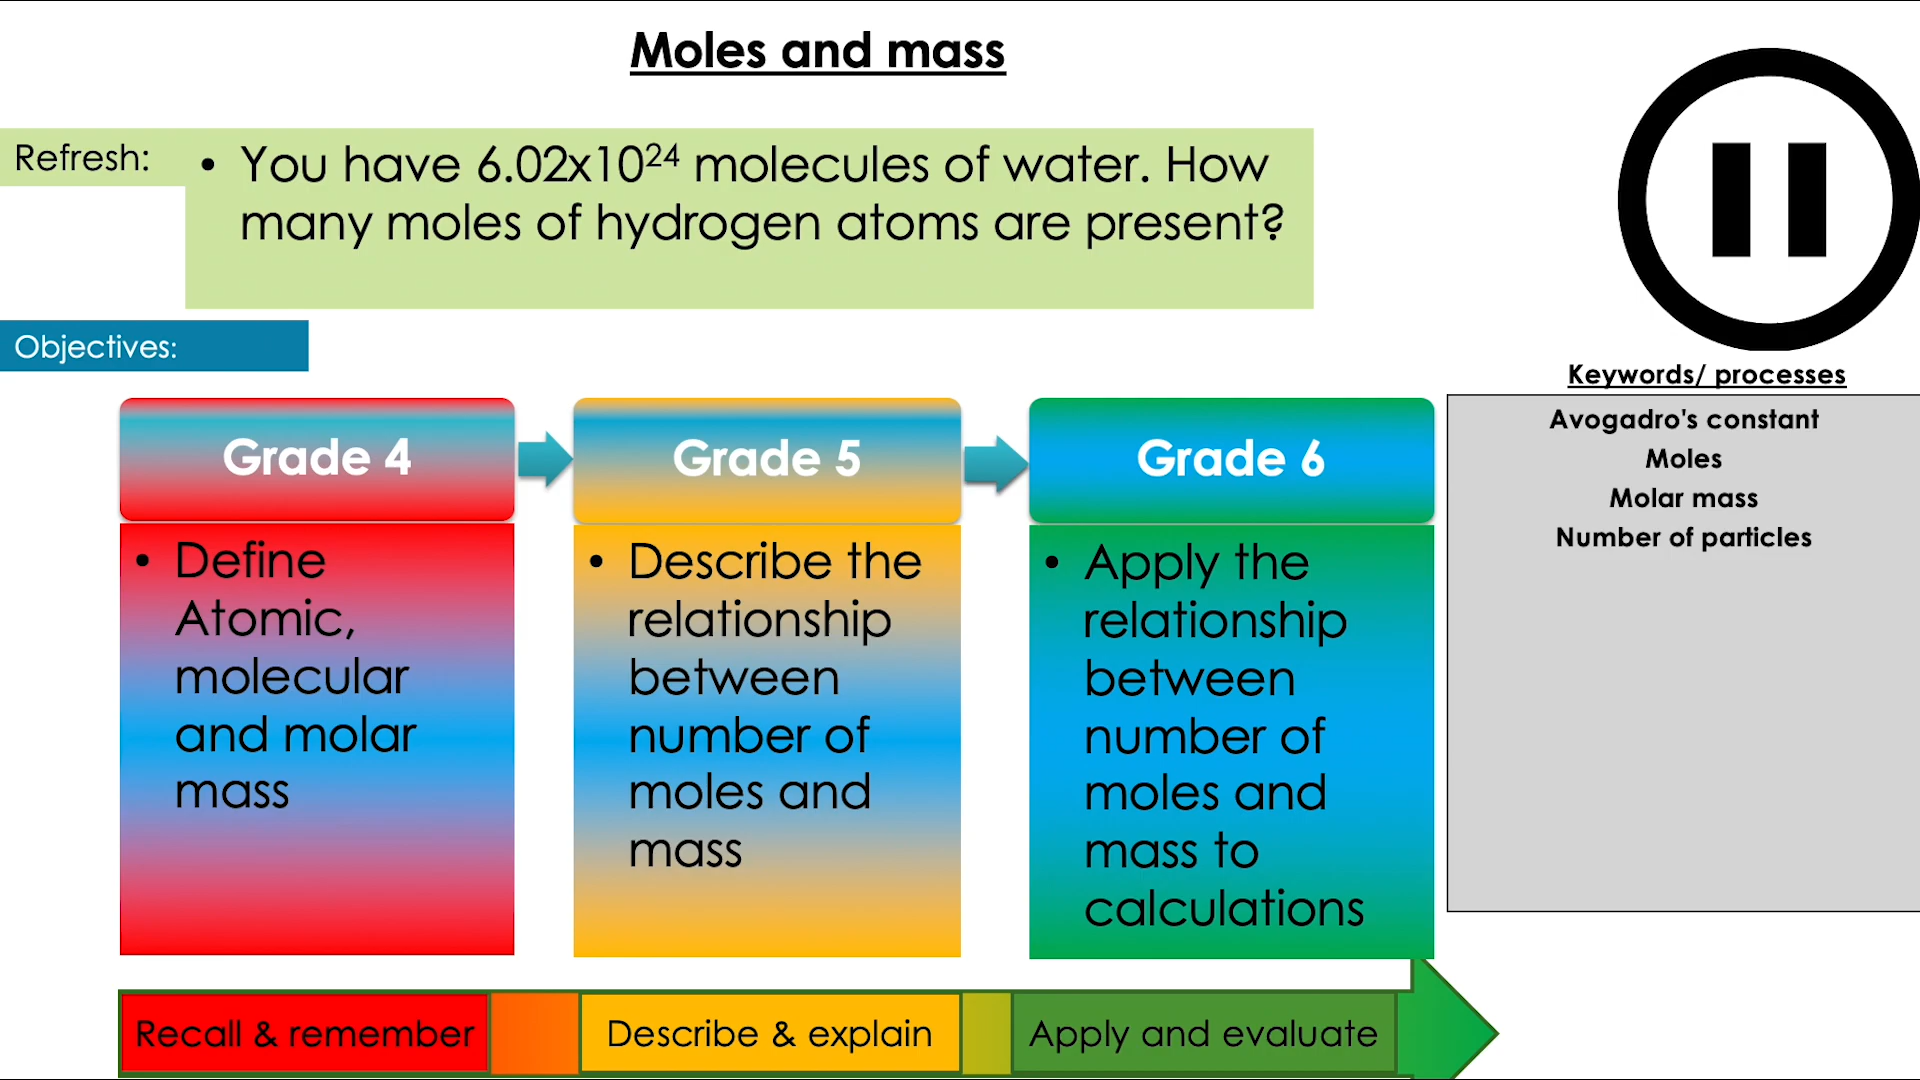 Moles and mass
Refresh:
• You have 6.02x10²⁴ molecules of water. How
many moles of hydrogen atoms are present?
Objectives:
Keywords/ processes
Avogadro's constant
Moles
Molar mass
Number of particles
Grade 4
• Define
Atomic,
molecular
and molar
mass
Grade 5
• Describe the
relationship
between
number of
moles and
mass
Grade 6
• Apply the
relationship
between
number of
moles and
mass to
calculations
Recall & remember
Describe & explain
Apply and evaluate